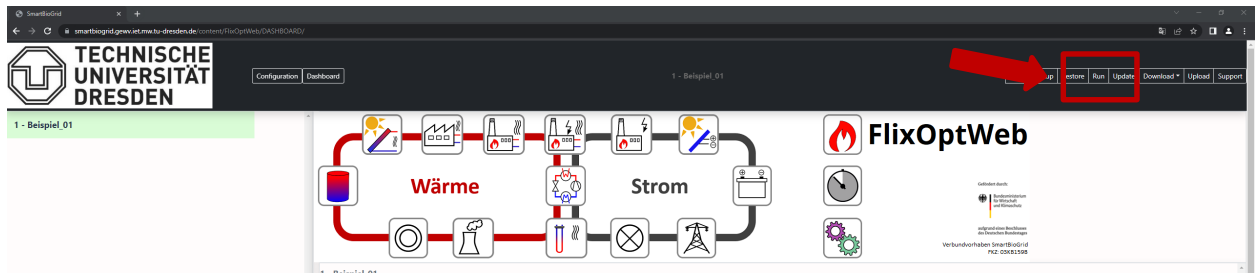 SmartBioGrid
smartbiogrid.gewv.iet.mw.tu-dresden.de/content/FlixOptWeb/DASHBOARD/
TECHNISCHE
UNIVERSITÄT
DRESDEN
Configuration
Dashboard
1 - Beispiel_01
Restore
Run
Update
Download
Upload
Support
1 - Beispiel_01
Wärme
Strom
FlixOptWeb
Gefördert durch:
Bundesministerium
für Wirtschaft
und Klimaschutz
aufgrund eines Beschlusses
des Deutschen Bundestages
Verbundvorhaben SmartBioGrid
FKZ: 03KB159B
1 - Beispiel_01